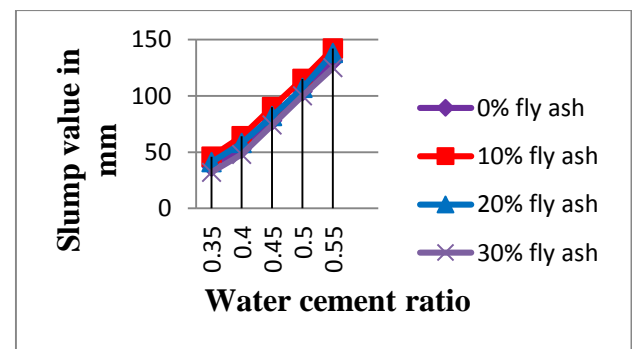 Slump value in
mm
150
100
50
0
0.35
0.4
0.45
0.5
0.55
Water cement ratio
0% fly ash
10% fly ash
20% fly ash
30% fly ash